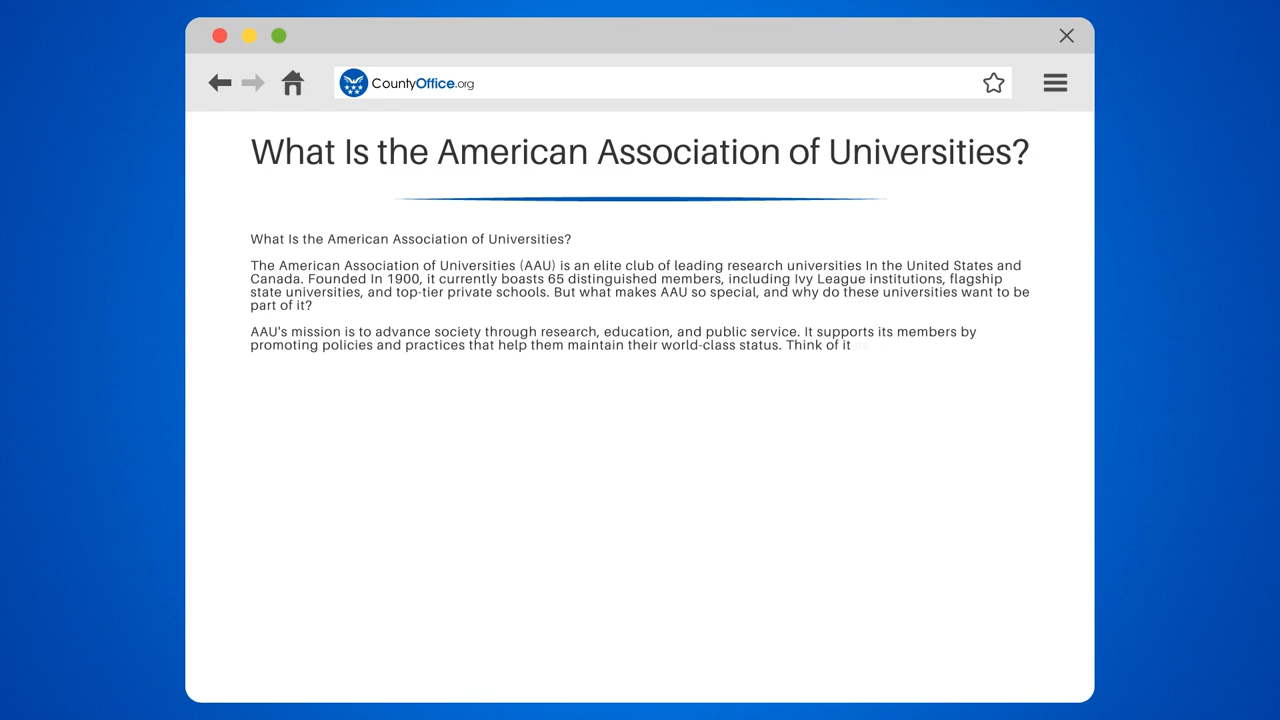 CountyOffice.org
What Is the American Association of Universities?
What Is the American Association of Universities?
The American Association of Universities (AAU) is an elite club of leading research universities In the United States and
Canada. Founded In 1900, it currently boasts 65 distinguished members, including Ivy League institutions, flagship
state universities, and top-tier private schools. But what makes AAU so special, and why do these universities want to be
part of it?
AAU's mission is to advance society through research, education, and public service. It supports its members by
promoting policies and practices that help them maintain their world-class status. Think of it